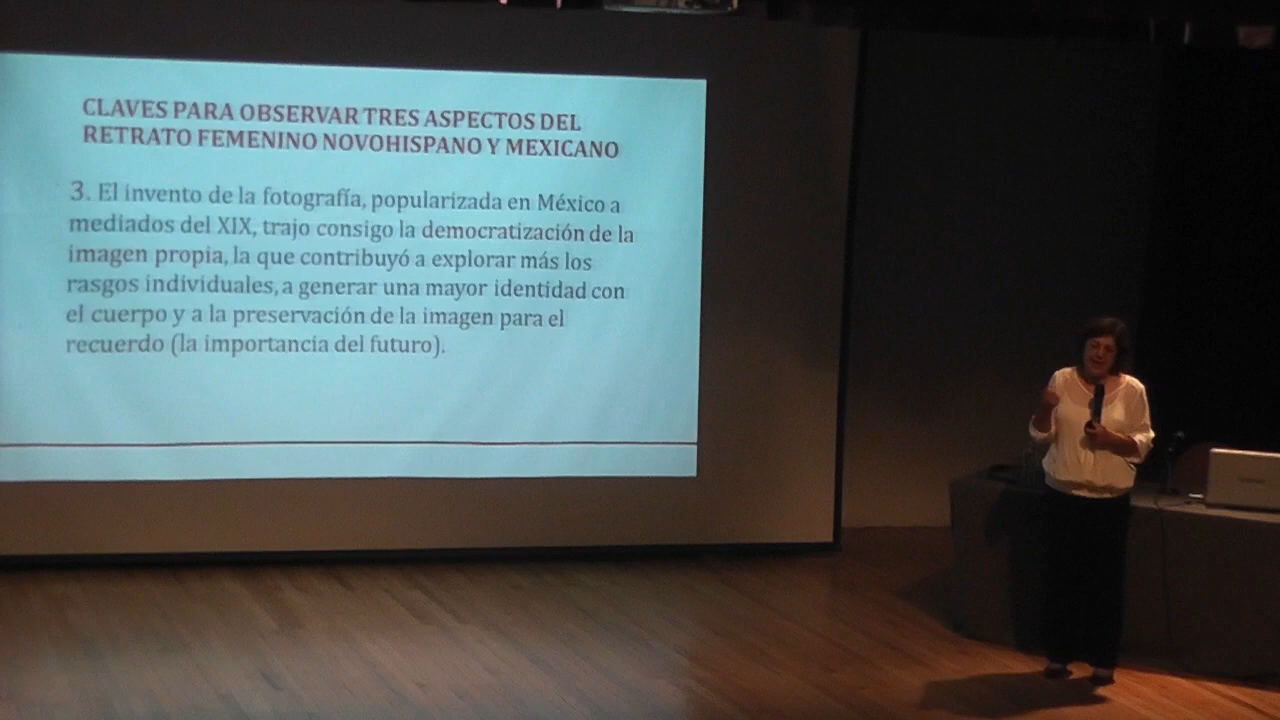 CLAVES PARA OBSERVAR TRES ASPECTOS DEL
RETRATO FEMENINO NOVOHISPANO Y MEXICANO
3. El invento de la fotografía, popularizada en México a
mediados del XIX, trajo consigo la democratización de la
imagen propia, la que contribuyó a explorar más los
rasgos individuales, a generar una mayor identidad con
el cuerpo y a la preservación de la imagen para el
recuerdo (la importancia del futuro).